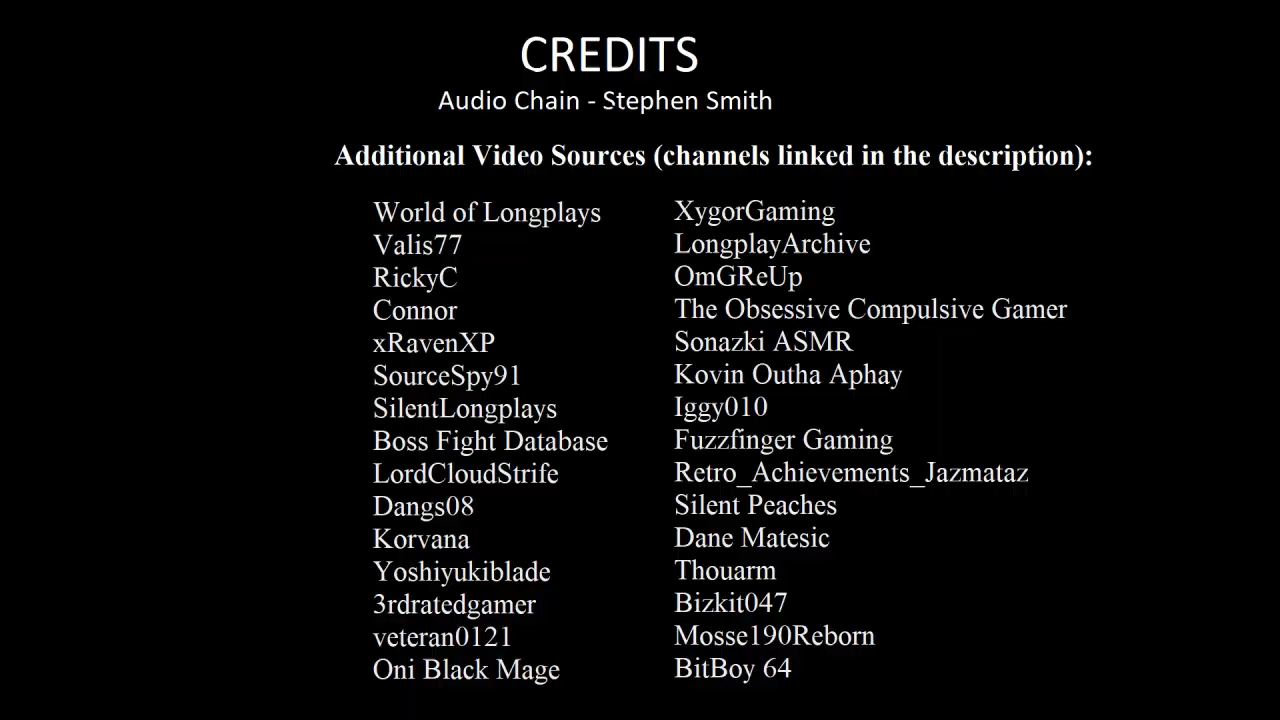 CREDITS
Audio Chain - Stephen Smith
Additional Video Sources (channels linked in the description):
World of Longplays
Valis77
RickyC
Connor
xRavenXP
SourceSpy91
SilentLongplays
Boss Fight Database
LordCloudStrife
Dangs08
Korvana
Yoshiyukiblade
3rdratedgamer
veteran0121
Oni Black Mage
XygorGaming
LongplayArchive
OmGReUp
The Obsessive Compulsive Gamer
Sonazki ASMR
Kovin Outha Aphay
Iggy010
Fuzzfinger Gaming
Retro_Achievements_Jazmataz
Silent Peaches
Dane Matesic
Thouarm
Bizkit047
Mosse190Reborn
BitBoy 64